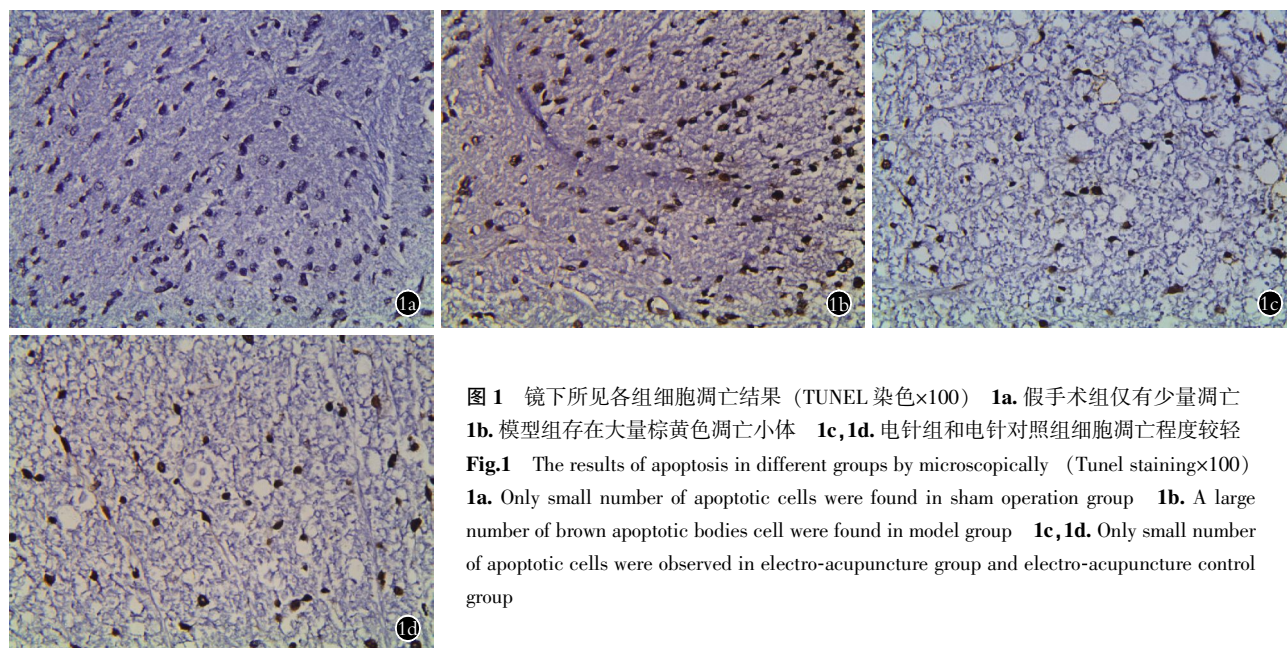 1a
1b
1c
1d
图 1 镜下所见各组细胞凋亡结果（TUNEL 染色×100） 1a. 假手术组仅有少量凋亡
1b. 模型组存在大量棕黄色凋亡小体 1c,1d. 电针组和电针对照组细胞凋亡程度较轻
Fig.1 The results of apoptosis in different groups by microscopically (Tunel staining×100)
1a. Only small number of apoptotic cells were found in sham operation group 1b. A large
number of brown apoptotic bodies cell were found in model group 1c,1d. Only small number
of apoptotic cells were observed in electro-acupuncture group and electro-acupuncture control
group